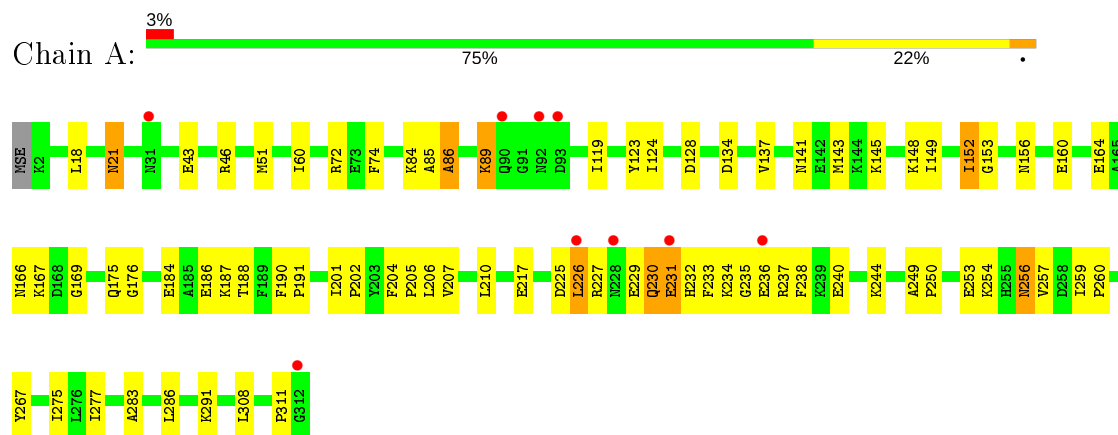 3%
Chain A:
75% 22% •
MSE K2 L18 N21 N31 E43 R46 M51 I60 R72 E73 F74 K84 A85 A86 K89 Q90 G91 N92 D93 I119 Y123 I124 D128 D134 V137 N141 E142 M143 K144 K145 K148 I149 I152 G153 N156 E160 E164 A165
N166 K167 D168 G169 Q175 G176 E184 A185 E186 K187 T188 F189 F190 P191 I201 P202 Y203 F204 P205 L206 V207 L210 E217 D225 L226 R227 N228 E229 Q230 E231 H232 F233 K234 G235 E236 R237 F238 K239 E240 K244 A249 P250 E253 K254 H255 N256 V257 D258 I259 P260
Y267 I275 L276 I277 A283 L286 K291 L308 P311 G312